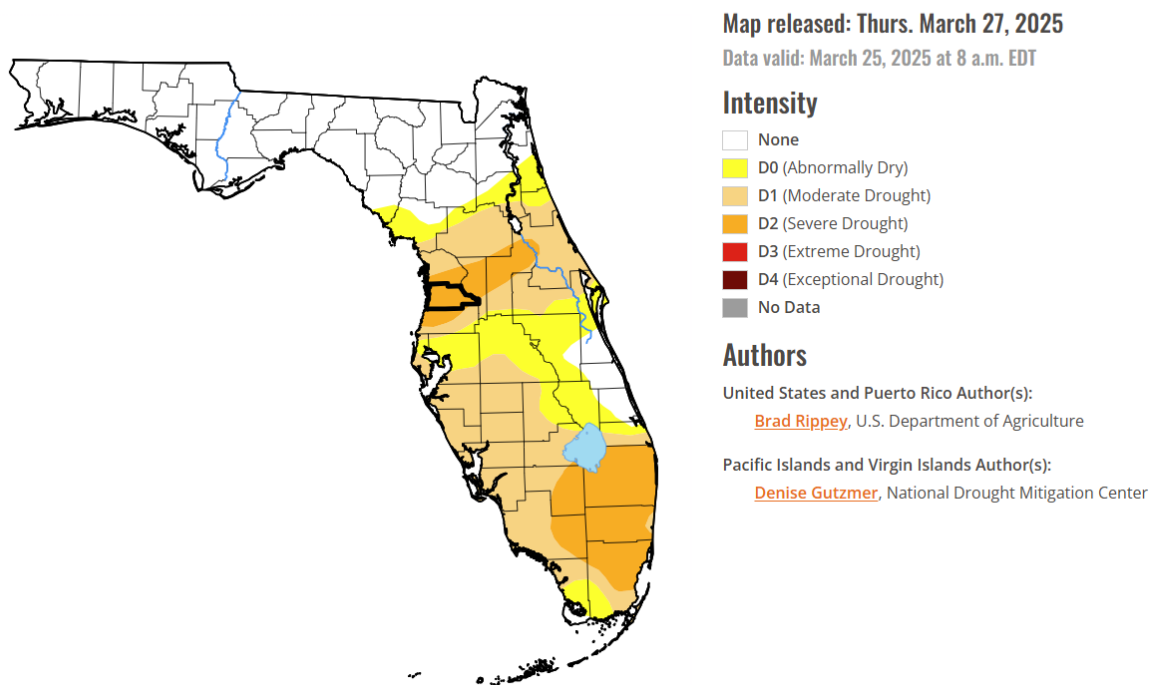 Map released: Thurs. March 27, 2025
Data valid: March 25, 2025 at 8 a.m. EDT
Intensity
None
D0 (Abnormally Dry)
D1 (Moderate Drought)
D2 (Severe Drought)
D3 (Extreme Drought)
D4 (Exceptional Drought)
No Data
Authors
United States and Puerto Rico Author(s):
Brad Rippey, U.S. Department of Agriculture
Pacific Islands and Virgin Islands Author(s):
Denise Gutzmer, National Drought Mitigation Center